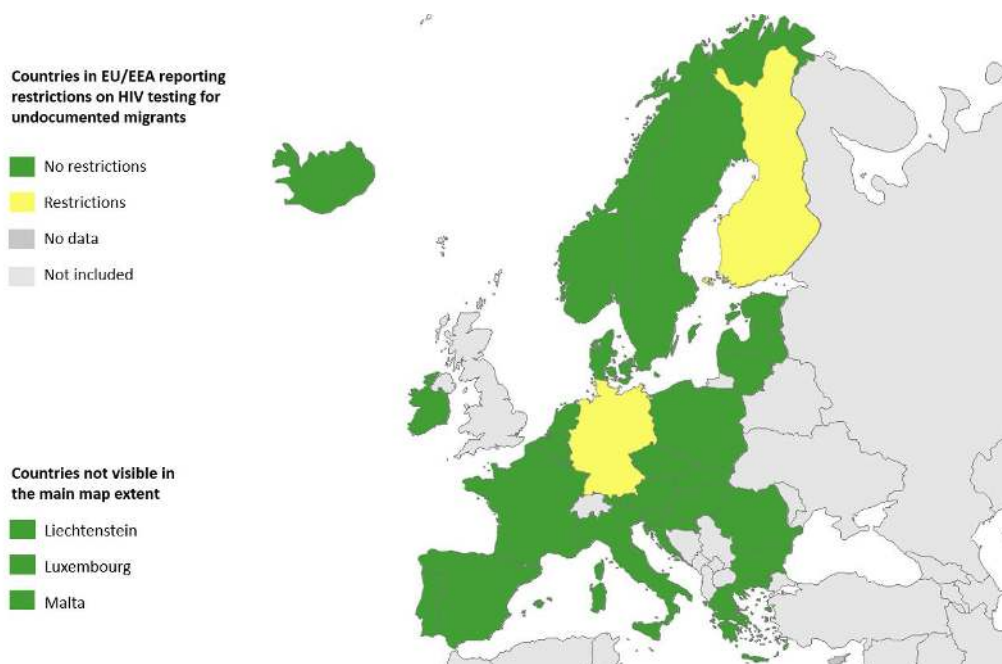 Countries in EU/EEA reporting
restrictions on HIV testing for
undocumented migrants
No restrictions
Restrictions
No data
Not included
Countries not visible in
the main map extent
Liechtenstein
Luxembourg
Malta